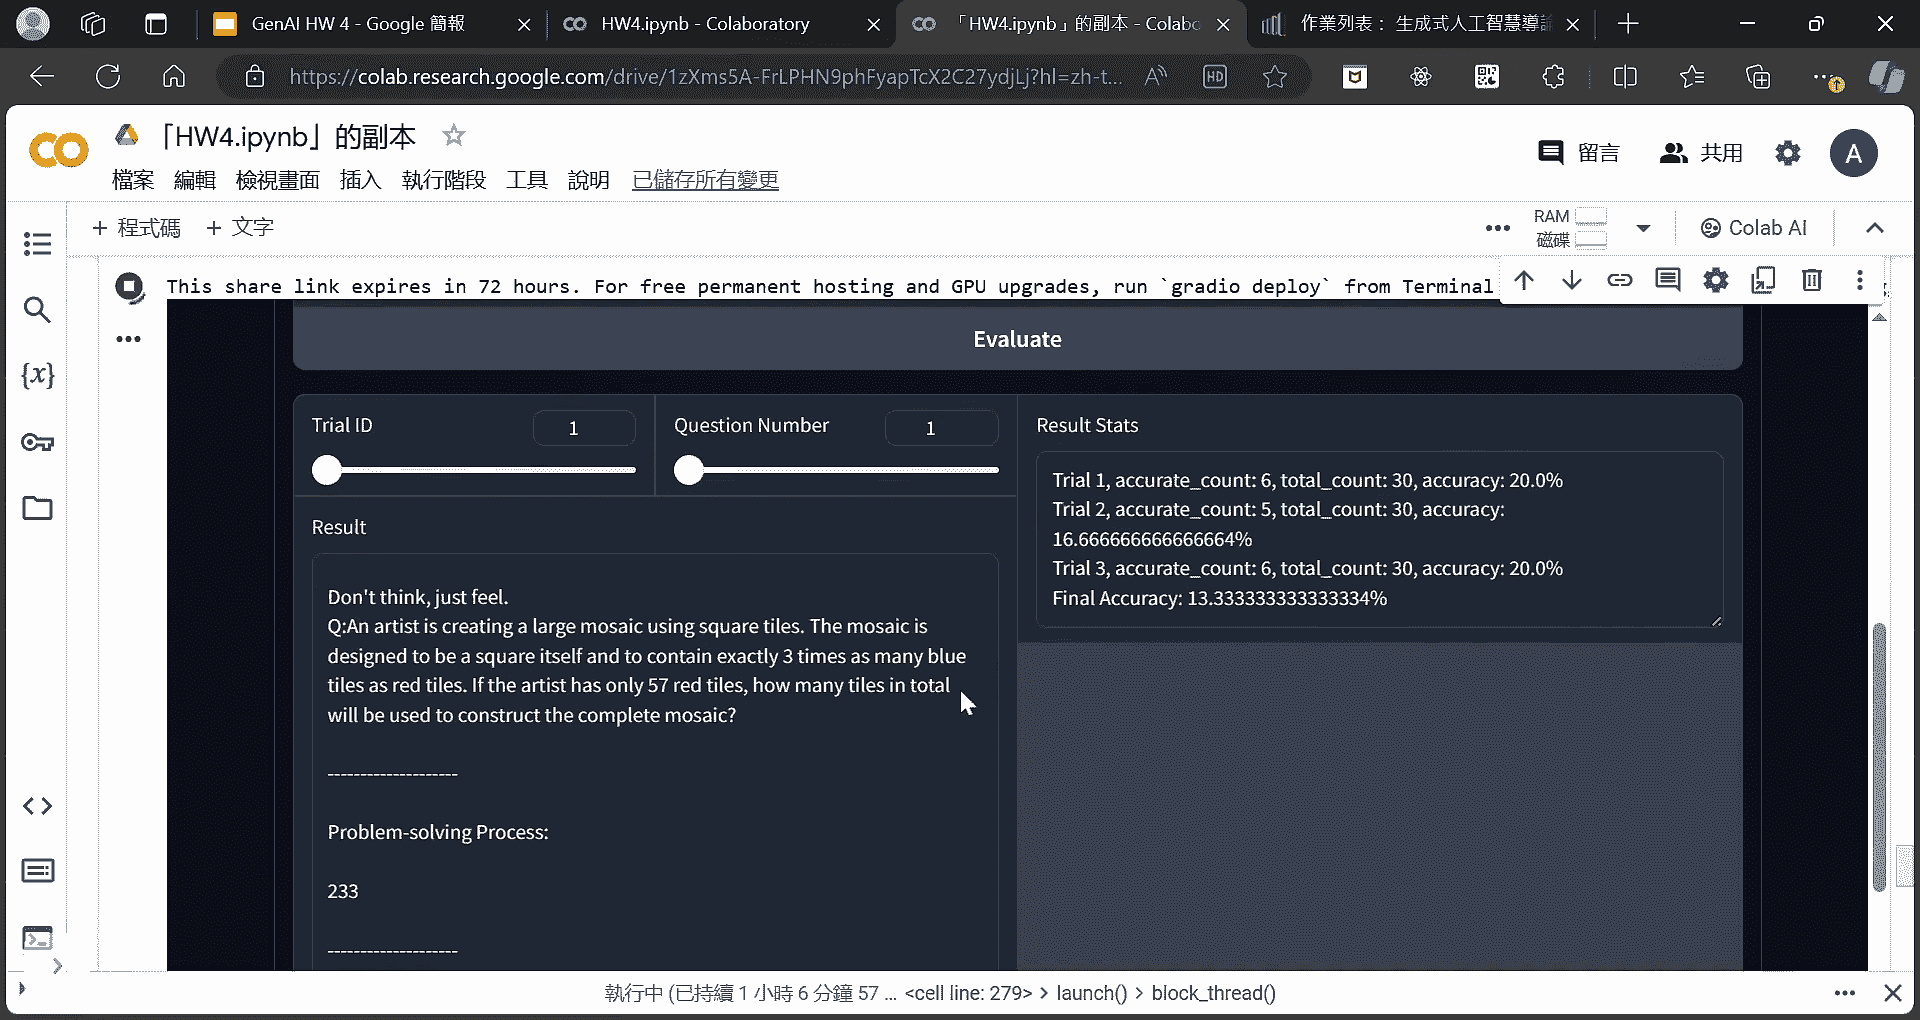 GenAI HW 4 - Google 簡報
HW4.ipynb - Colaboratory
「HW4.ipynb」的副本 - Colabo
作業列表： 生成式人工智慧導論
https://colab.research.google.com/drive/1zXms5A-FrLPHN9phFyapTcX2C27ydjLj?hl=zh-t...
HD
「HW4.ipynb」的副本
留言
共用
A
檔案 編輯 檢視畫面 插入 執行階段 工具 說明 已儲存所有變更
+ 程式碼 + 文字
RAM
磁碟
Colab AI
This share link expires in 72 hours. For free permanent hosting and GPU upgrades, run `gradio deploy` from Terminal
Evaluate
Trial ID
1
Question Number
1
Result Stats
Trial 1, accurate_count: 6, total_count: 30, accuracy: 20.0%
Trial 2, accurate_count: 5, total_count: 30, accuracy:
16.666666666666664%
Trial 3, accurate_count: 6, total_count: 30, accuracy: 20.0%
Final Accuracy: 13.333333333333334%
Result
Don't think, just feel.
Q:An artist is creating a large mosaic using square tiles. The mosaic is
designed to be a square itself and to contain exactly 3 times as many blue
tiles as red tiles. If the artist has only 57 red tiles, how many tiles in total
will be used to construct the complete mosaic?
--------------------
Problem-solving Process:
233
--------------------
執行中 (已持續 1 小時 6 分鐘 57 ... <cell line: 279> > launch() > block_thread()